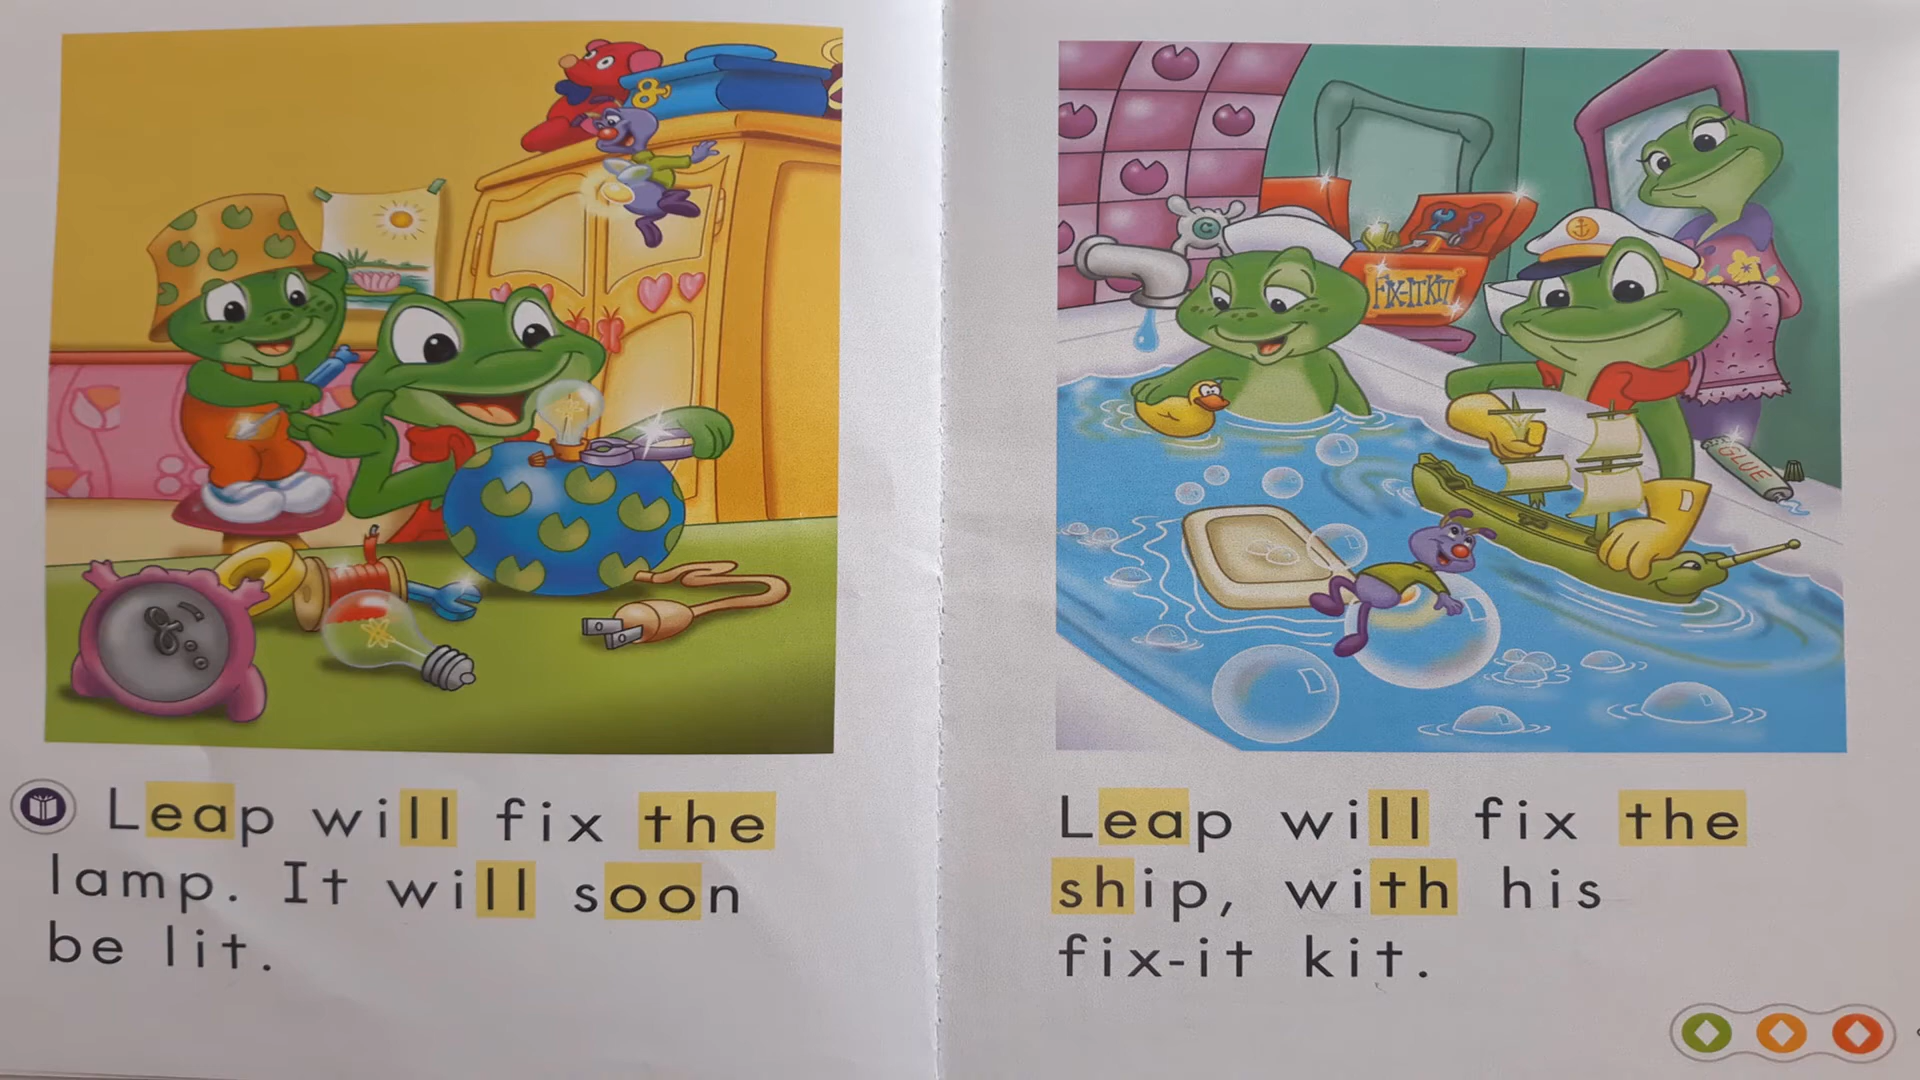 Leap will fix the
lamp. It will soon
be lit.
FIX-IT KIT
C
GLUE
Leap will fix the
ship, with his
fix-it kit.